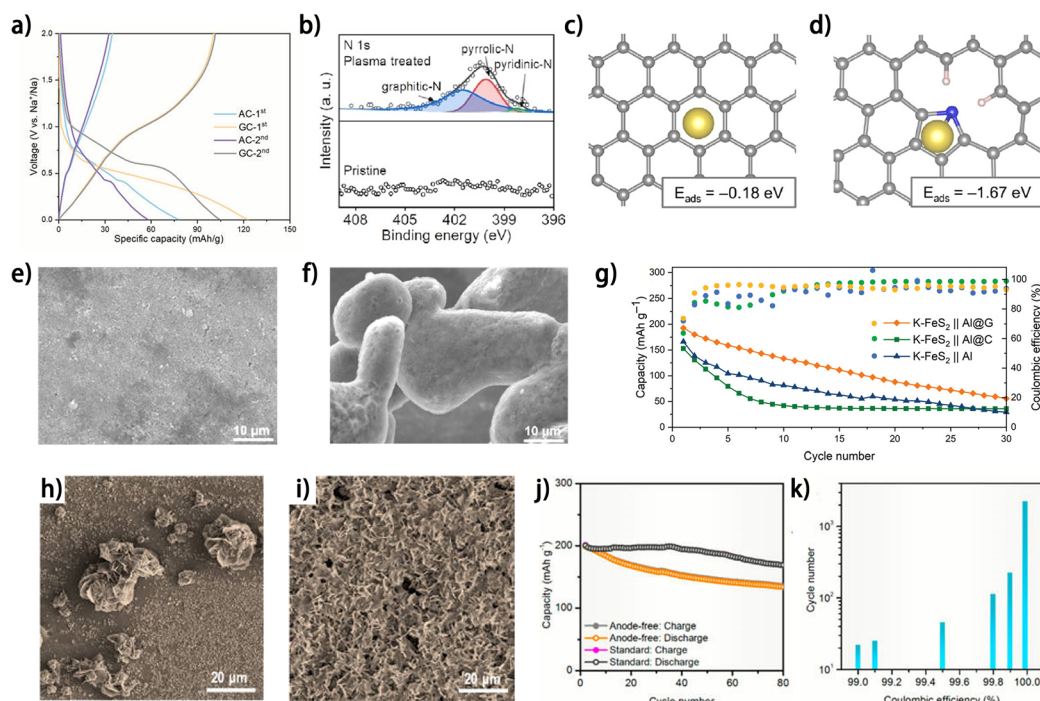 a)
2.0
1.5
1.0
0.5
0.0
Voltage (V vs. Na⁺/Na)
AC-1ˢᵗ
GC-1ˢᵗ
AC-2ⁿᵈ
GC-2ⁿᵈ
0 30 60 90 120 150
Specific capacity (mAh/g)
b)
N 1s
Plasma treated
pyrrolic-N
pyridinic-N
graphitic-N
Pristine
Intensity (a. u.)
408 405 402 399 396
Binding energy (eV)
c)
Eₐdₛ = –0.18 eV
d)
Eₐdₛ = –1.67 eV
e)
10 µm
f)
10 µm
g)
300
250
200
150
100
50
0
Capacity (mAh g⁻¹)
K-FeS₂ || Al@G
K-FeS₂ || Al@C
K-FeS₂ || Al
100
80
60
40
20
0
Coulombic efficiency (%)
0 5 10 15 20 25 30
Cycle number
h)
20 µm
i)
20 µm
j)
300
200
100
0
Capacity (mAh g⁻¹)
Anode-free: Charge
Anode-free: Discharge
Standard: Charge
Standard: Discharge
0 20 40 60 80
Cycle number
k)
10³
10²
10¹
Cycle number
99.0 99.2 99.4 99.6 99.8 100.0
Coulombic efficiency (%)